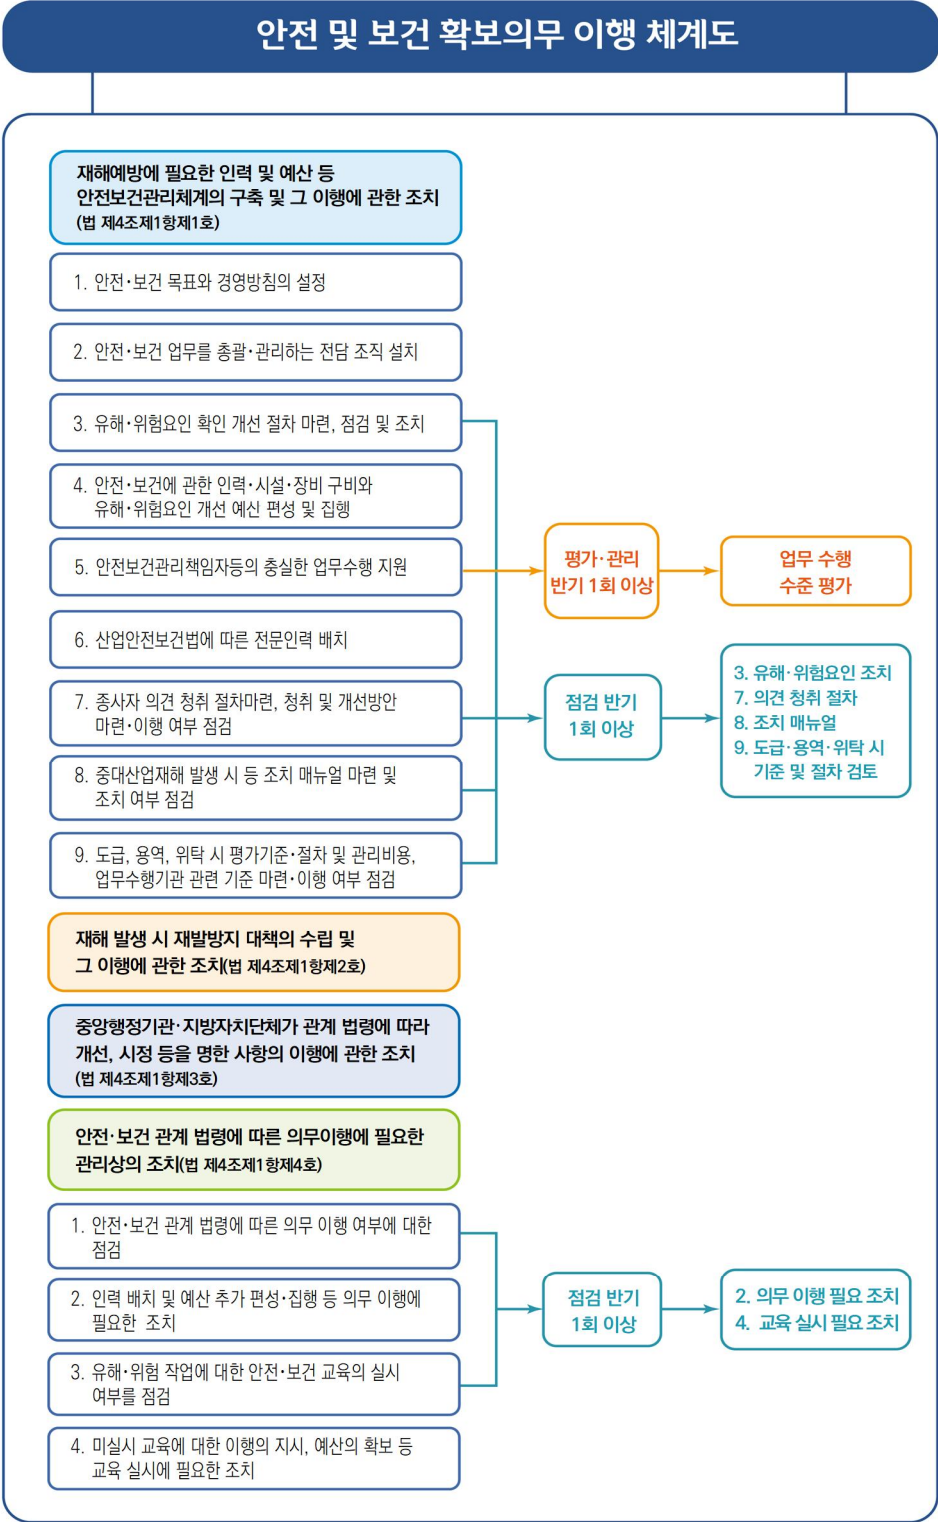 안전 및 보건 확보의무 이행 체계도
재해예방에 필요한 인력 및 예산 등
안전보건관리체계의 구축 및 그 이행에 관한 조치
(법 제4조제1항제1호)
1. 안전·보건 목표와 경영방침의 설정
2. 안전·보건 업무를 총괄·관리하는 전담 조직 설치
3. 유해·위험요인 확인 개선 절차 마련, 점검 및 조치
4. 안전·보건에 관한 인력·시설·장비 구비와
유해·위험요인 개선 예산 편성 및 집행
5. 안전보건관리책임자등의 충실한 업무수행 지원
6. 산업안전보건법에 따른 전문인력 배치
7. 종사자 의견 청취 절차마련, 청취 및 개선방안
마련·이행 여부 점검
8. 중대산업재해 발생 시 등 조치 매뉴얼 마련 및
조치 여부 점검
9. 도급, 용역, 위탁 시 평가기준·절차 및 관리비용,
업무수행기관 관련 기준 마련·이행 여부 점검
평가·관리
반기 1회 이상
업무 수행
수준 평가
점검 반기
1회 이상
3. 유해·위험요인 조치
7. 의견 청취 절차
8. 조치 매뉴얼
9. 도급·용역·위탁 시
기준 및 절차 검토
재해 발생 시 재발방지 대책의 수립 및
그 이행에 관한 조치(법 제4조제1항제2호)
중앙행정기관·지방자치단체가 관계 법령에 따라
개선, 시정 등을 명한 사항의 이행에 관한 조치
(법 제4조제1항제3호)
안전·보건 관계 법령에 따른 의무이행에 필요한
관리상의 조치(법 제4조제1항제4호)
1. 안전·보건 관계 법령에 따른 의무 이행 여부에 대한
점검
2. 인력 배치 및 예산 추가 편성·집행 등 의무 이행에
필요한 조치
3. 유해·위험 작업에 대한 안전·보건 교육의 실시
여부를 점검
4. 미실시 교육에 대한 이행의 지시, 예산의 확보 등
교육 실시에 필요한 조치
점검 반기
1회 이상
2. 의무 이행 필요 조치
4. 교육 실시 필요 조치